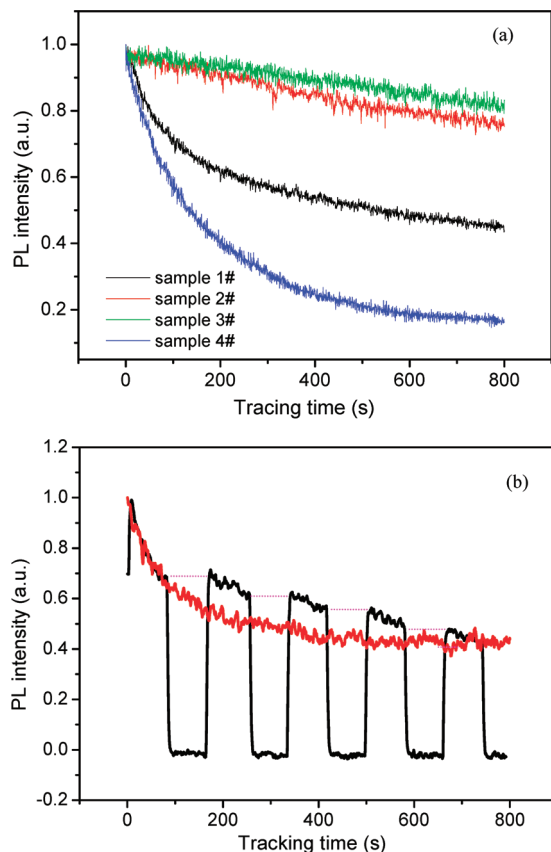 (a)
1.0
0.8
0.6
0.4
0.2
PL intensity (a.u.)
sample 1#
sample 2#
sample 3#
sample 4#
0 200 400 600 800
Tracing time (s)
(b)
1.2
1.0
0.8
0.6
0.4
0.2
0.0
-0.2
PL intensity (a.u.)
0 200 400 600 800
Tracking time (s)